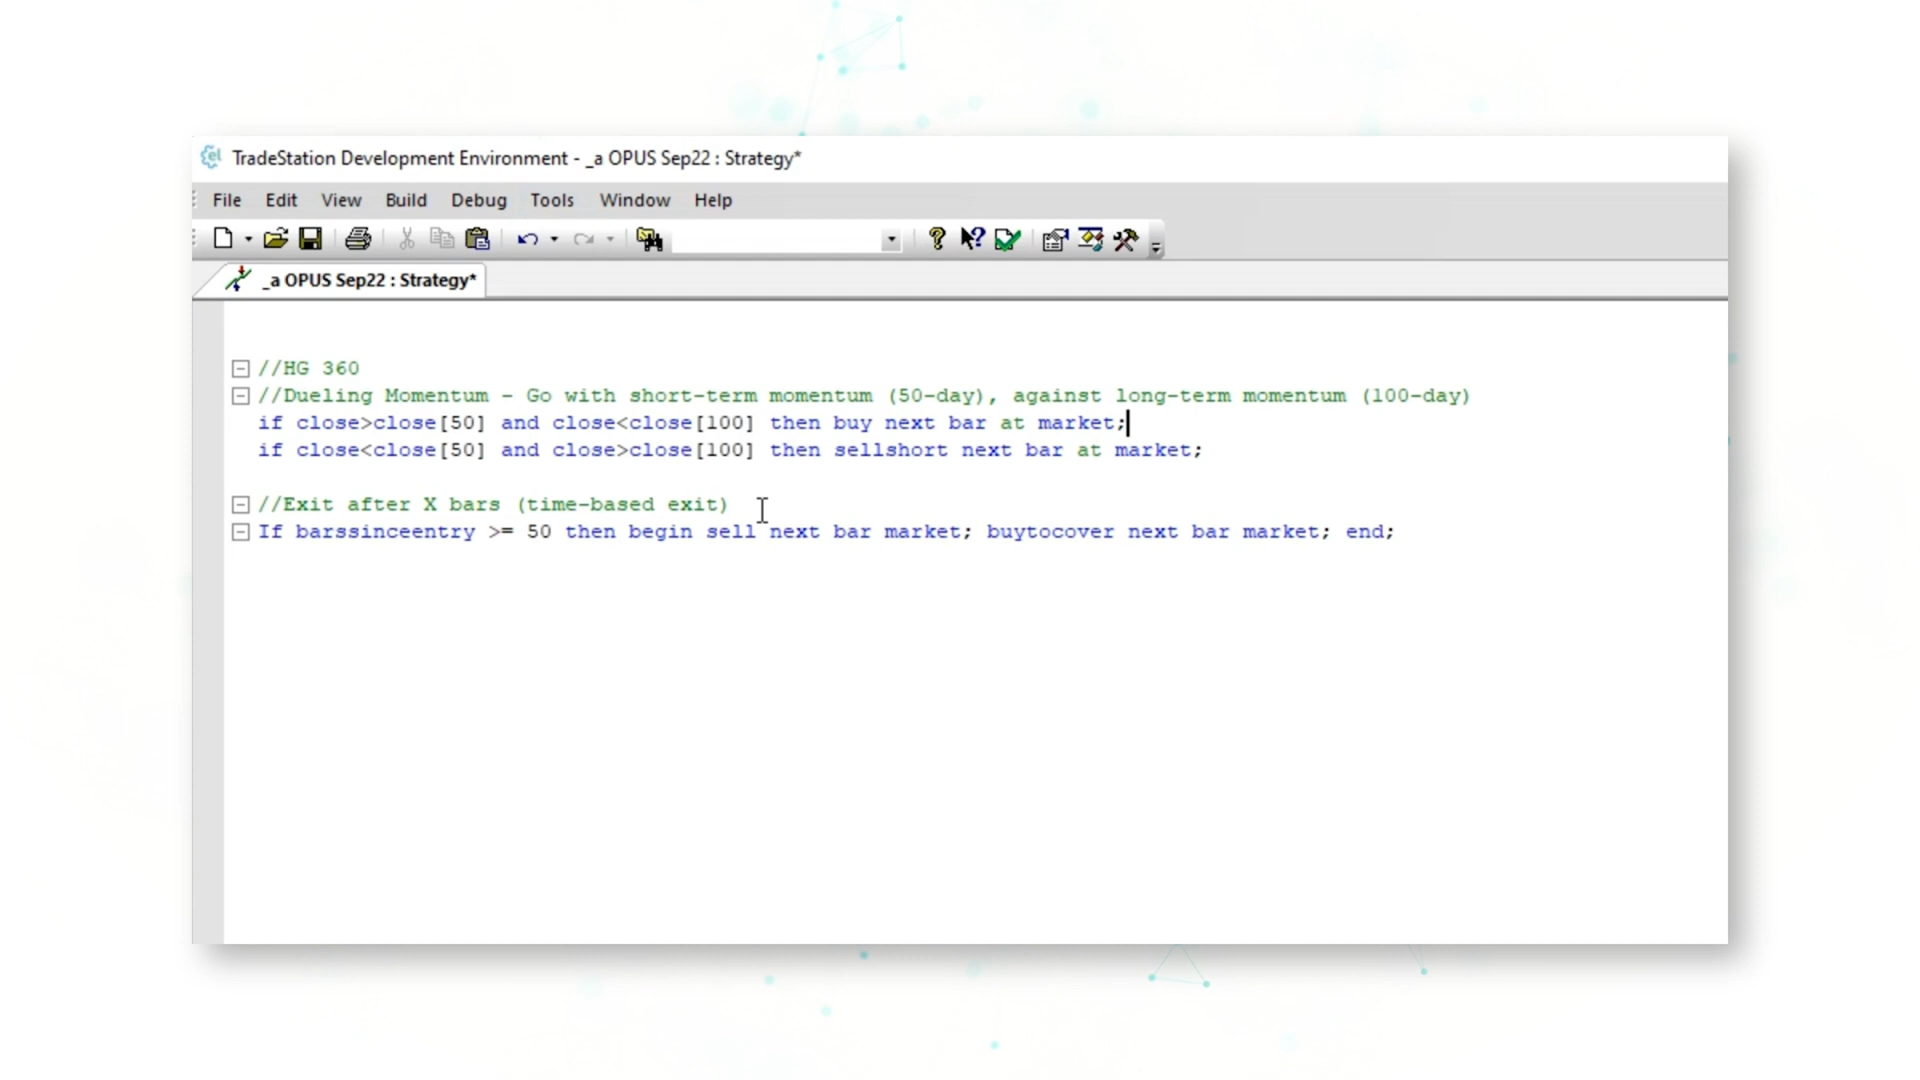 TradeStation Development Environment - _a OPUS Sep22 : Strategy*
File Edit View Build Debug Tools Window Help
_a OPUS Sep22 : Strategy*
//HG 360
//Dueling Momentum - Go with short-term momentum (50-day), against long-term momentum (100-day)
if close>close[50] and close<close[100] then buy next bar at market;
if close<close[50] and close>close[100] then sellshort next bar at market;
//Exit after X bars (time-based exit)
If barssinceentry >= 50 then begin sell next bar market; buytocover next bar market; end;